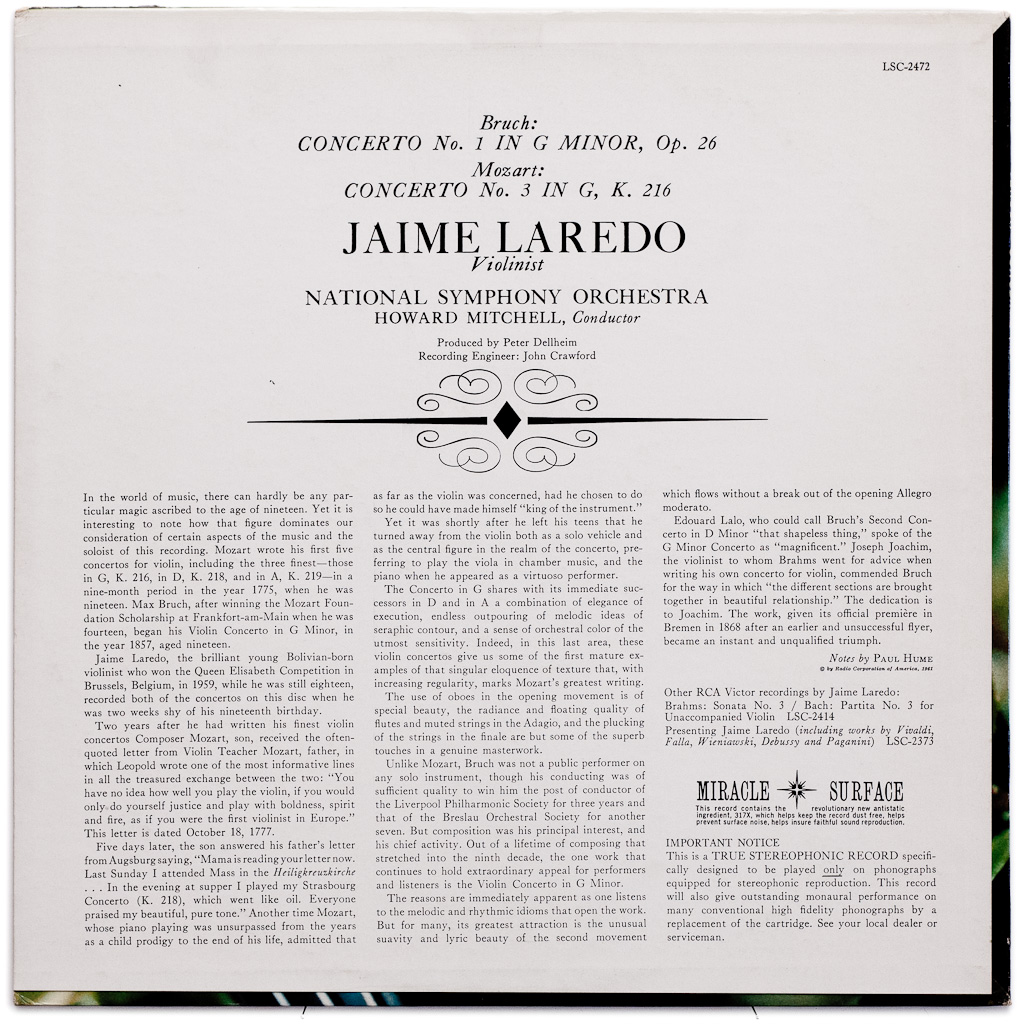 LSC-2472
Bruch:
CONCERTO No. 1 IN G MINOR, Op. 26
Mozart:
CONCERTO No. 3 IN G, K. 216
JAIME LAREDO
Violinist
NATIONAL SYMPHONY ORCHESTRA
HOWARD MITCHELL, Conductor
Produced by Peter Dellheim
Recording Engineer: John Crawford
In the world of music, there can hardly be any par-
ticular magic ascribed to the age of nineteen. Yet it is
interesting to note how that figure dominates our
consideration of certain aspects of the music and the
soloist of this recording. Mozart wrote his first five
concertos for violin, including the three finest—those
in G, K. 216, in D, K. 218, and in A, K. 219—in a
nine-month period in the year 1775, when he was
nineteen. Max Bruch, after winning the Mozart Foun-
dation Scholarship at Frankfort-am-Main when he was
fourteen, began his Violin Concerto in G Minor, in
the year 1857, aged nineteen.
Jaime Laredo, the brilliant young Bolivian-born
violinist who won the Queen Elisabeth Competition in
Brussels, Belgium, in 1959, while he was still eighteen,
recorded both of the concertos on this disc when he
was two weeks shy of his nineteenth birthday.
Two years after he had written his finest violin
concertos Composer Mozart, son, received the often-
quoted letter from Violin Teacher Mozart, father, in
which Leopold wrote one of the most informative lines
in all the treasured exchange between the two: “You
have no idea how well you play the violin, if you would
only do yourself justice and play with boldness, spirit
and fire, as if you were the first violinist in Europe.”
This letter is dated October 18, 1777.
Five days later, the son answered his father's letter
from Augsburg saying, “Mama is reading your letter now.
Last Sunday I attended Mass in the Heiligkreuzkirche
. . . In the evening at supper I played my Strasbourg
Concerto (K. 218), which went like oil. Everyone
praised my beautiful, pure tone.” Another time Mozart,
whose piano playing was unsurpassed from the years
as a child prodigy to the end of his life, admitted that
as far as the violin was concerned, had he chosen to do
so he could have made himself “king of the instrument.”
Yet it was shortly after he left his teens that he
turned away from the violin both as a solo vehicle and
as the central figure in the realm of the concerto, pre-
ferring to play the viola in chamber music, and the
piano when he appeared as a virtuoso performer.
The Concerto in G shares with its immediate suc-
cessors in D and in A a combination of elegance of
execution, endless outpouring of melodic ideas of
seraphic contour, and a sense of orchestral color of the
utmost sensitivity. Indeed, in this last area, these
violin concertos give us some of the first mature ex-
amples of that singular eloquence of texture that, with
increasing regularity, marks Mozart's greatest writing.
The use of oboes in the opening movement is of
special beauty, the radiance and floating quality of
flutes and muted strings in the Adagio, and the plucking
of the strings in the finale are but some of the superb
touches in a genuine masterwork.
Unlike Mozart, Bruch was not a public performer on
any solo instrument, though his conducting was of
sufficient quality to win him the post of conductor of
the Liverpool Philharmonic Society for three years and
that of the Breslau Orchestral Society for another
seven. But composition was his principal interest, and
his chief activity. Out of a lifetime of composing that
stretched into the ninth decade, the one work that
continues to hold extraordinary appeal for performers
and listeners is the Violin Concerto in G Minor.
The reasons are immediately apparent as one listens
to the melodic and rhythmic idioms that open the work.
But for many, its greatest attraction is the unusual
suavity and lyric beauty of the second movement
which flows without a break out of the opening Allegro
moderato.
Edouard Lalo, who could call Bruch's Second Con-
certo in D Minor “that shapeless thing,” spoke of the
G Minor Concerto as “magnificent.” Joseph Joachim,
the violinist to whom Brahms went for advice when
writing his own concerto for violin, commended Bruch
for the way in which “the different sections are brought
together in beautiful relationship.” The dedication is
to Joachim. The work, given its official première in
Bremen in 1868 after an earlier and unsuccessful flyer,
became an instant and unqualified triumph.
Notes by PAUL HUME
© by Radio Corporation of America, 1961
Other RCA Victor recordings by Jaime Laredo:
Brahms: Sonata No. 3 / Bach: Partita No. 3 for
Unaccompanied Violin LSC-2414
Presenting Jaime Laredo (including works by Vivaldi,
Falla, Wieniawski, Debussy and Paganini) LSC-2373
MIRACLE SURFACE
This record contains the revolutionary new antistatic
ingredient, 317X, which helps keep the record dust free, helps
prevent surface noise, helps insure faithful sound reproduction.
IMPORTANT NOTICE
This is a TRUE STEREOPHONIC RECORD specifi-
cally designed to be played only on phonographs
equipped for stereophonic reproduction. This record
will also give outstanding monaural performance on
many conventional high fidelity phonographs by a
replacement of the cartridge. See your local dealer or
serviceman.